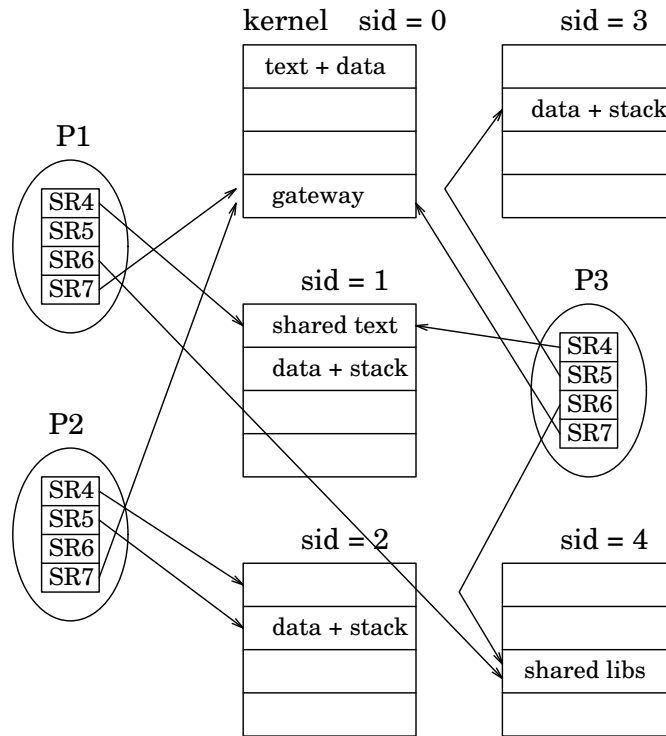 kernel sid = 0
text + data
gateway
sid = 3
data + stack
P1
SR4
SR5
SR6
SR7
sid = 1
shared text
data + stack
P3
SR4
SR5
SR6
SR7
P2
SR4
SR5
SR6
SR7
sid = 2
data + stack
sid = 4
shared libs